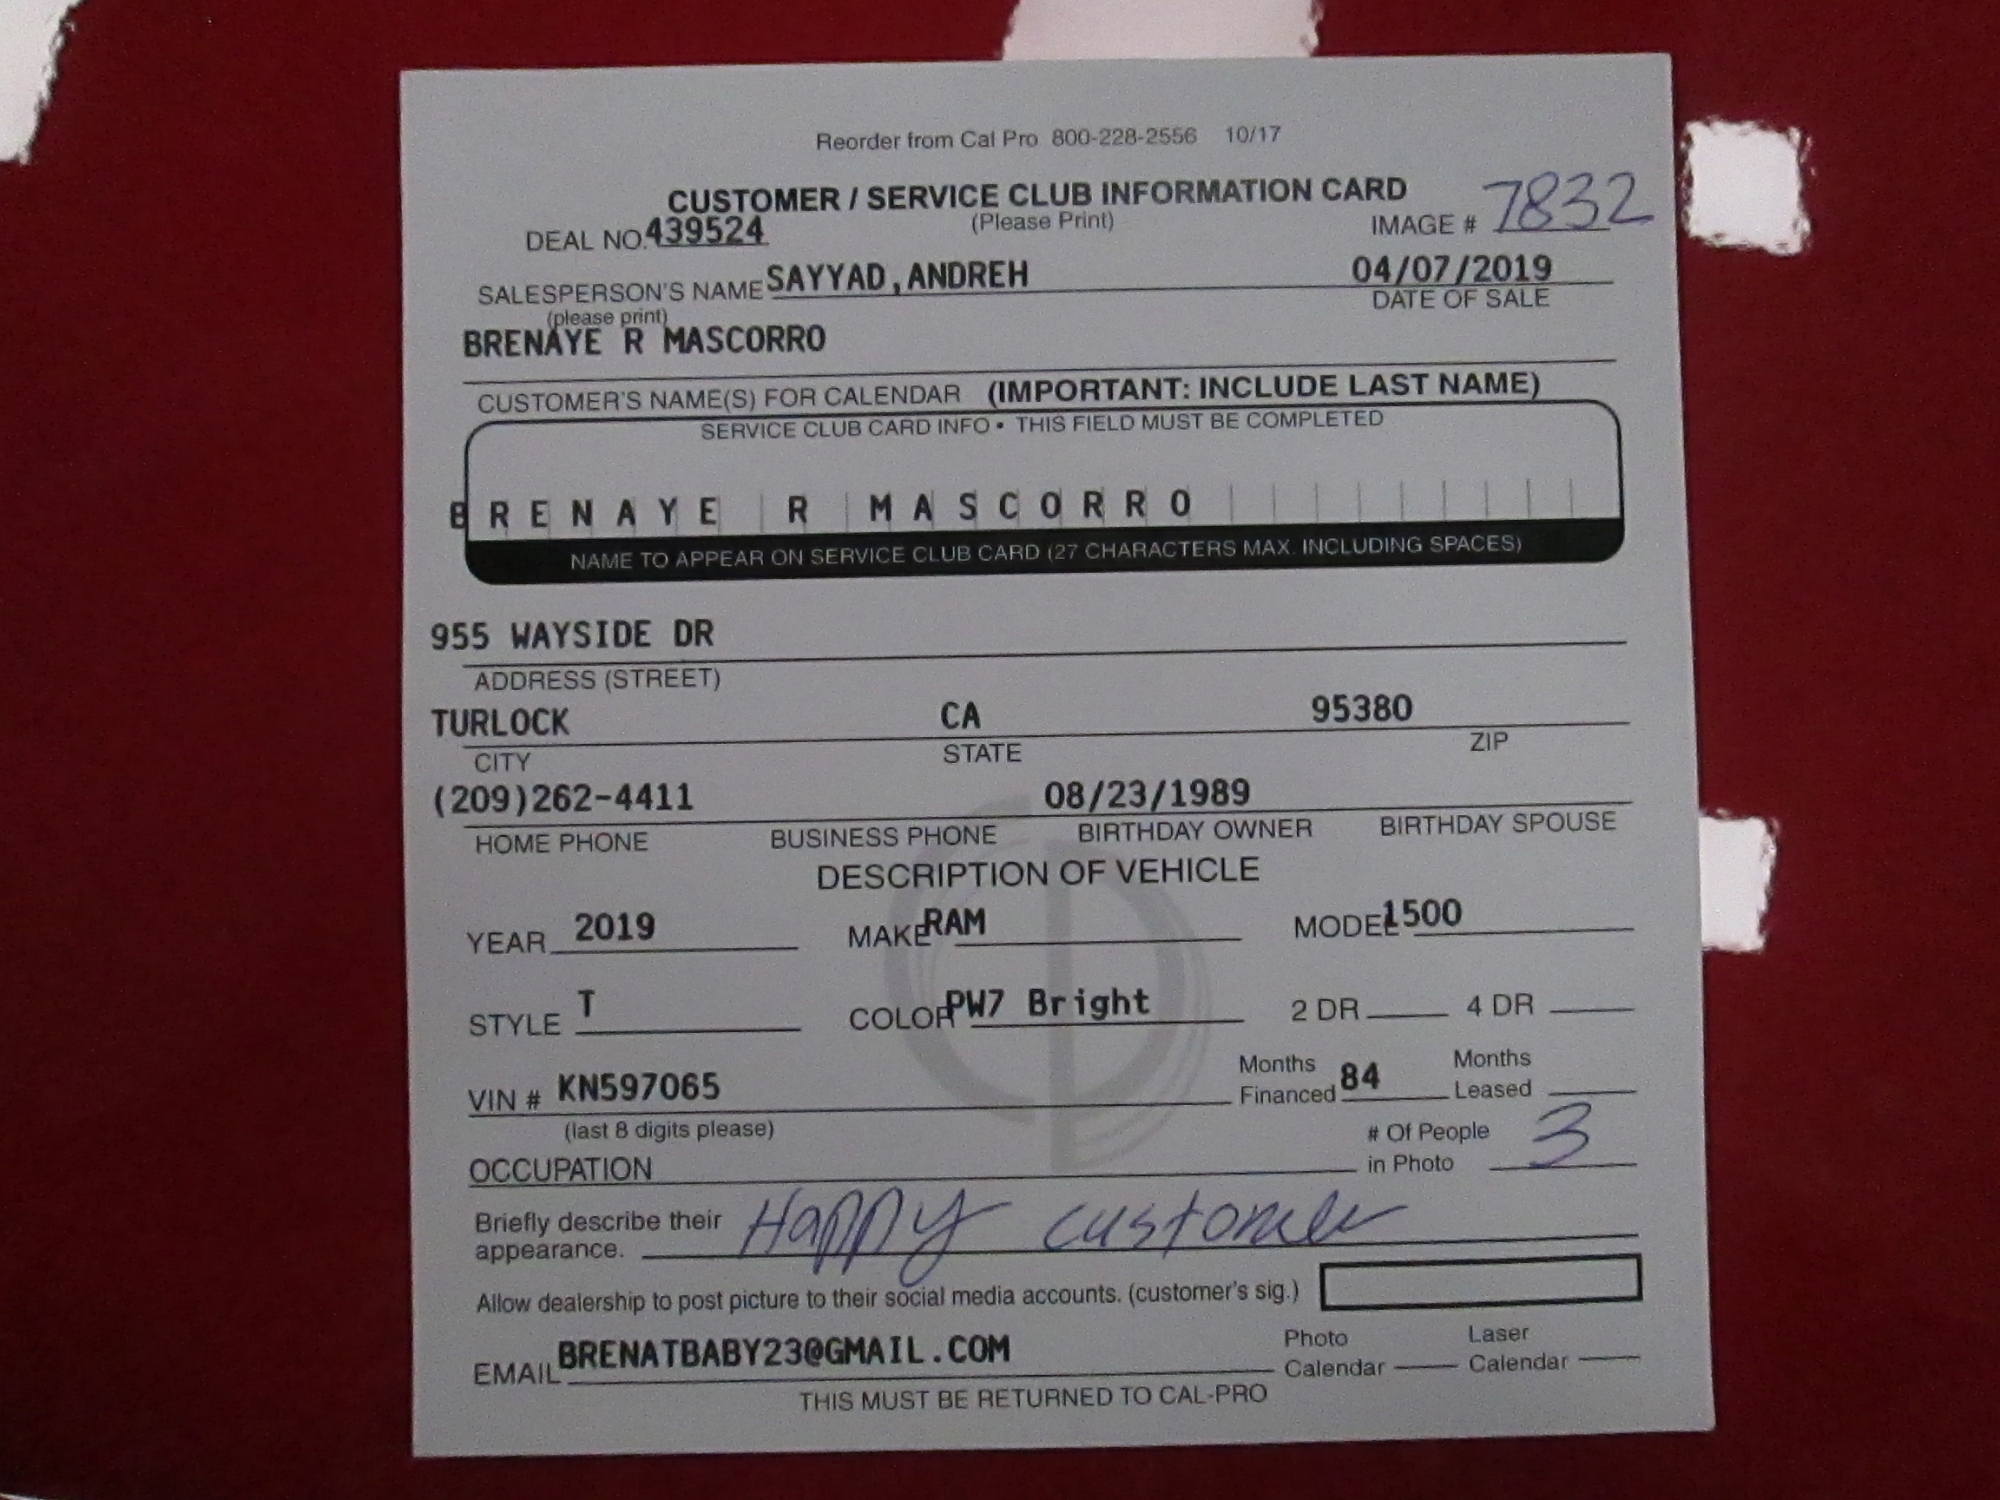 Reorder from Cal Pro 800-228-2556 10/17
CUSTOMER / SERVICE CLUB INFORMATION CARD
(Please Print)
DEAL NO. 439524 IMAGE # 7832
SALESPERSON'S NAME SAYYAD,ANDREH 04/07/2019
(please print) DATE OF SALE
BRENAYE R MASCORRO
CUSTOMER'S NAME(S) FOR CALENDAR (IMPORTANT: INCLUDE LAST NAME)
SERVICE CLUB CARD INFO • THIS FIELD MUST BE COMPLETED
BRENAYE R MASCORRO
NAME TO APPEAR ON SERVICE CLUB CARD (27 CHARACTERS MAX. INCLUDING SPACES)
955 WAYSIDE DR
ADDRESS (STREET)
TURLOCK CA 95380
CITY STATE ZIP
(209)262-4411 08/23/1989
HOME PHONE BUSINESS PHONE BIRTHDAY OWNER BIRTHDAY SPOUSE
DESCRIPTION OF VEHICLE
YEAR 2019 MAKE RAM MODEL 1500
STYLE T COLOR PW7 Bright 2 DR 4 DR
VIN # KN597065 Months Financed 84 Months Leased
(last 8 digits please)
OCCUPATION # Of People in Photo 3
Briefly describe their appearance. Happy customer
Allow dealership to post picture to their social media accounts. (customer's sig.)
EMAIL BRENATBABY23@GMAIL.COM Photo Calendar Laser Calendar
THIS MUST BE RETURNED TO CAL-PRO